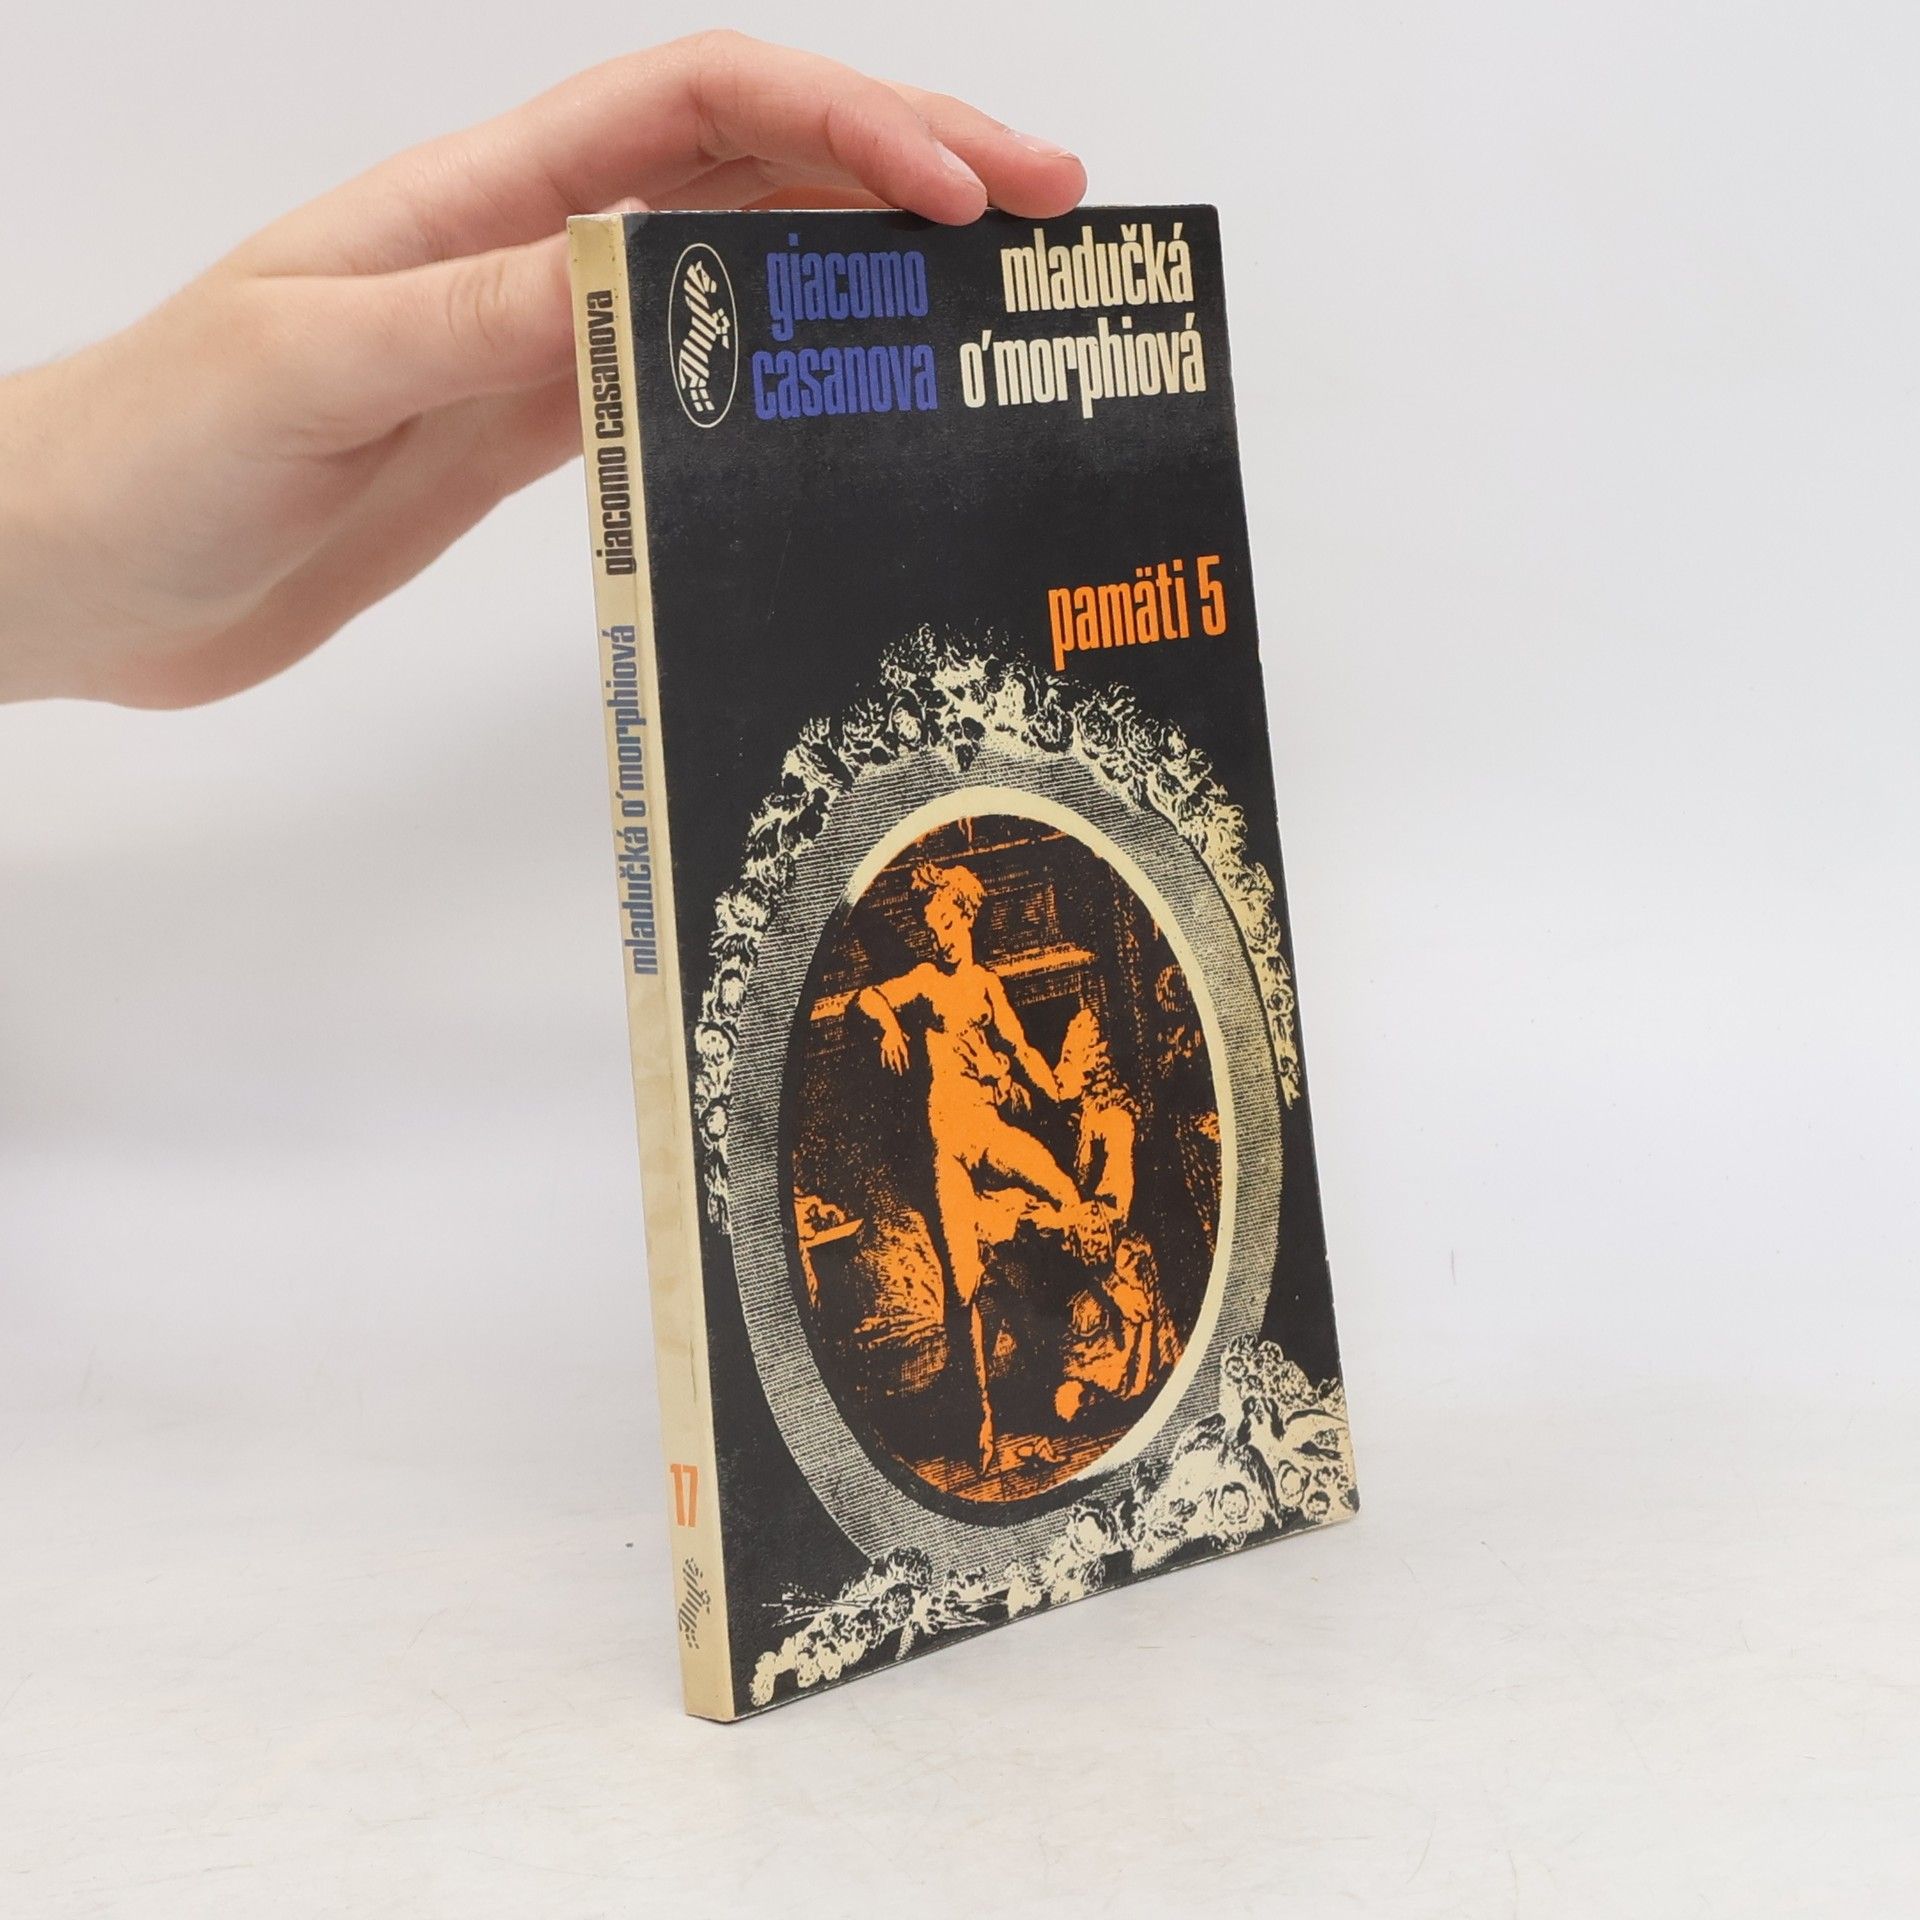 giacomo
casanova
mladučká
o'morphiová
pamäti 5
mladučká o'morphiová giacomo casanova
17